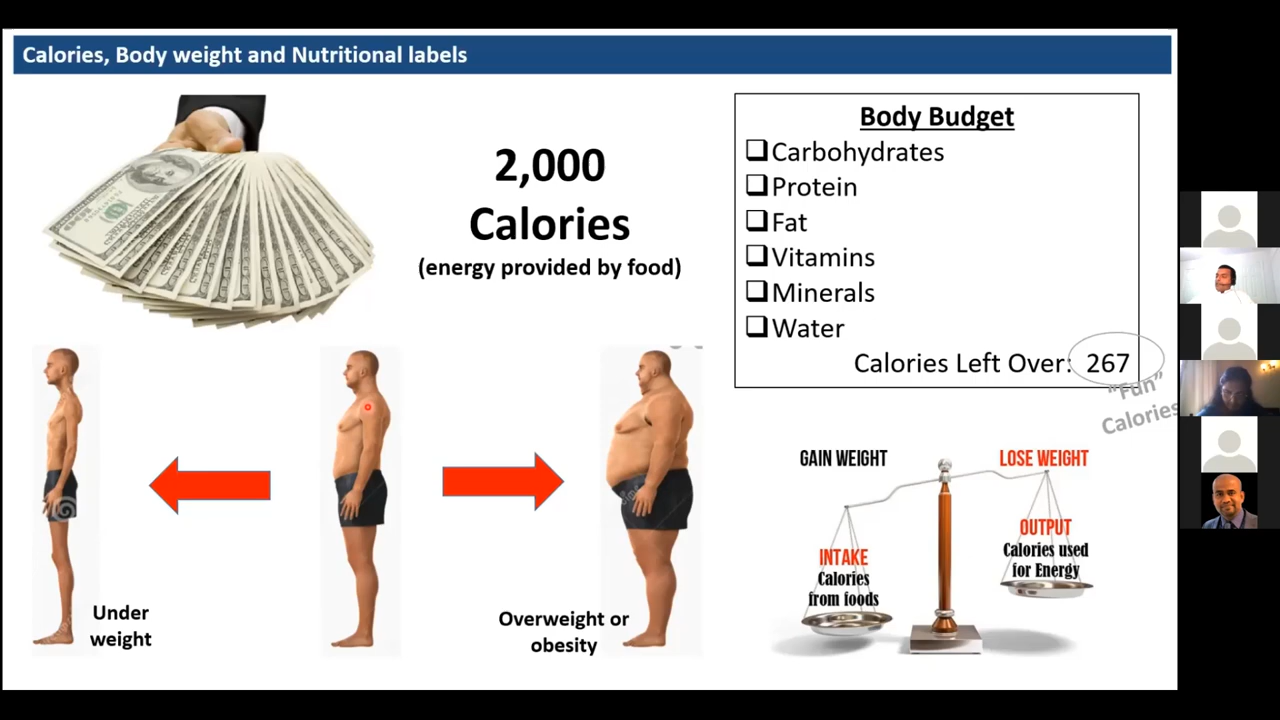 Calories, Body weight and Nutritional labels
2,000
Calories
(energy provided by food)
Body Budget
Carbohydrates
Protein
Fat
Vitamins
Minerals
Water
Calories Left Over: 267
"Fun"
Calories
GAIN WEIGHT
LOSE WEIGHT
INTAKE
Calories
from foods
OUTPUT
Calories used
for Energy
Under
weight
Overweight or
obesity